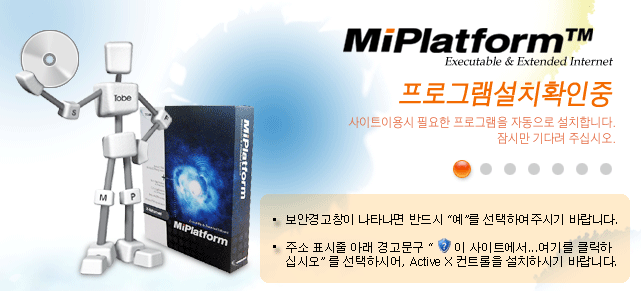 MiPlatform™
Executable & Extended Internet
프로그램설치확인중
사이트이용시 필요한 프로그램을 자동으로 설치합니다.
잠시만 기다려 주십시오.
S
Tobe
M
P
MiPlatform
MiPlatform
• 보안경고창이 나타나면 반드시 “예”를 선택하여주시기 바랍니다.
• 주소 표시줄 아래 경고문구 “ 이 사이트에서...여기를 클릭하
십시오” 를 선택하시어, Active X 컨트롤을 설치하시기 바랍니다.